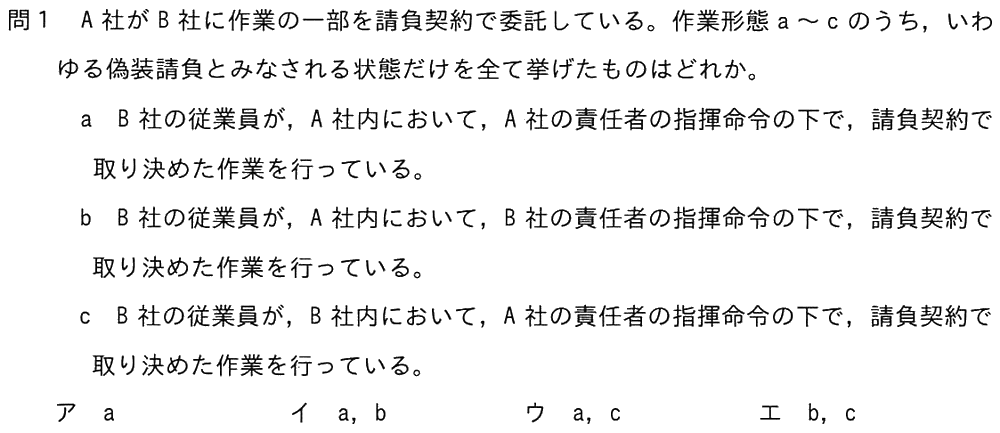 問1 A社がB社に作業の一部を請負契約で委託している。作業形態a～cのうち，いわ
ゆる偽装請負とみなされる状態だけを全て挙げたものはどれか。
a B社の従業員が，A社内において，A社の責任者の指揮命令の下で，請負契約で
取り決めた作業を行っている。
b B社の従業員が，A社内において，B社の責任者の指揮命令の下で，請負契約で
取り決めた作業を行っている。
c B社の従業員が，B社内において，A社の責任者の指揮命令の下で，請負契約で
取り決めた作業を行っている。
ア a イ a，b ウ a，c エ b，c